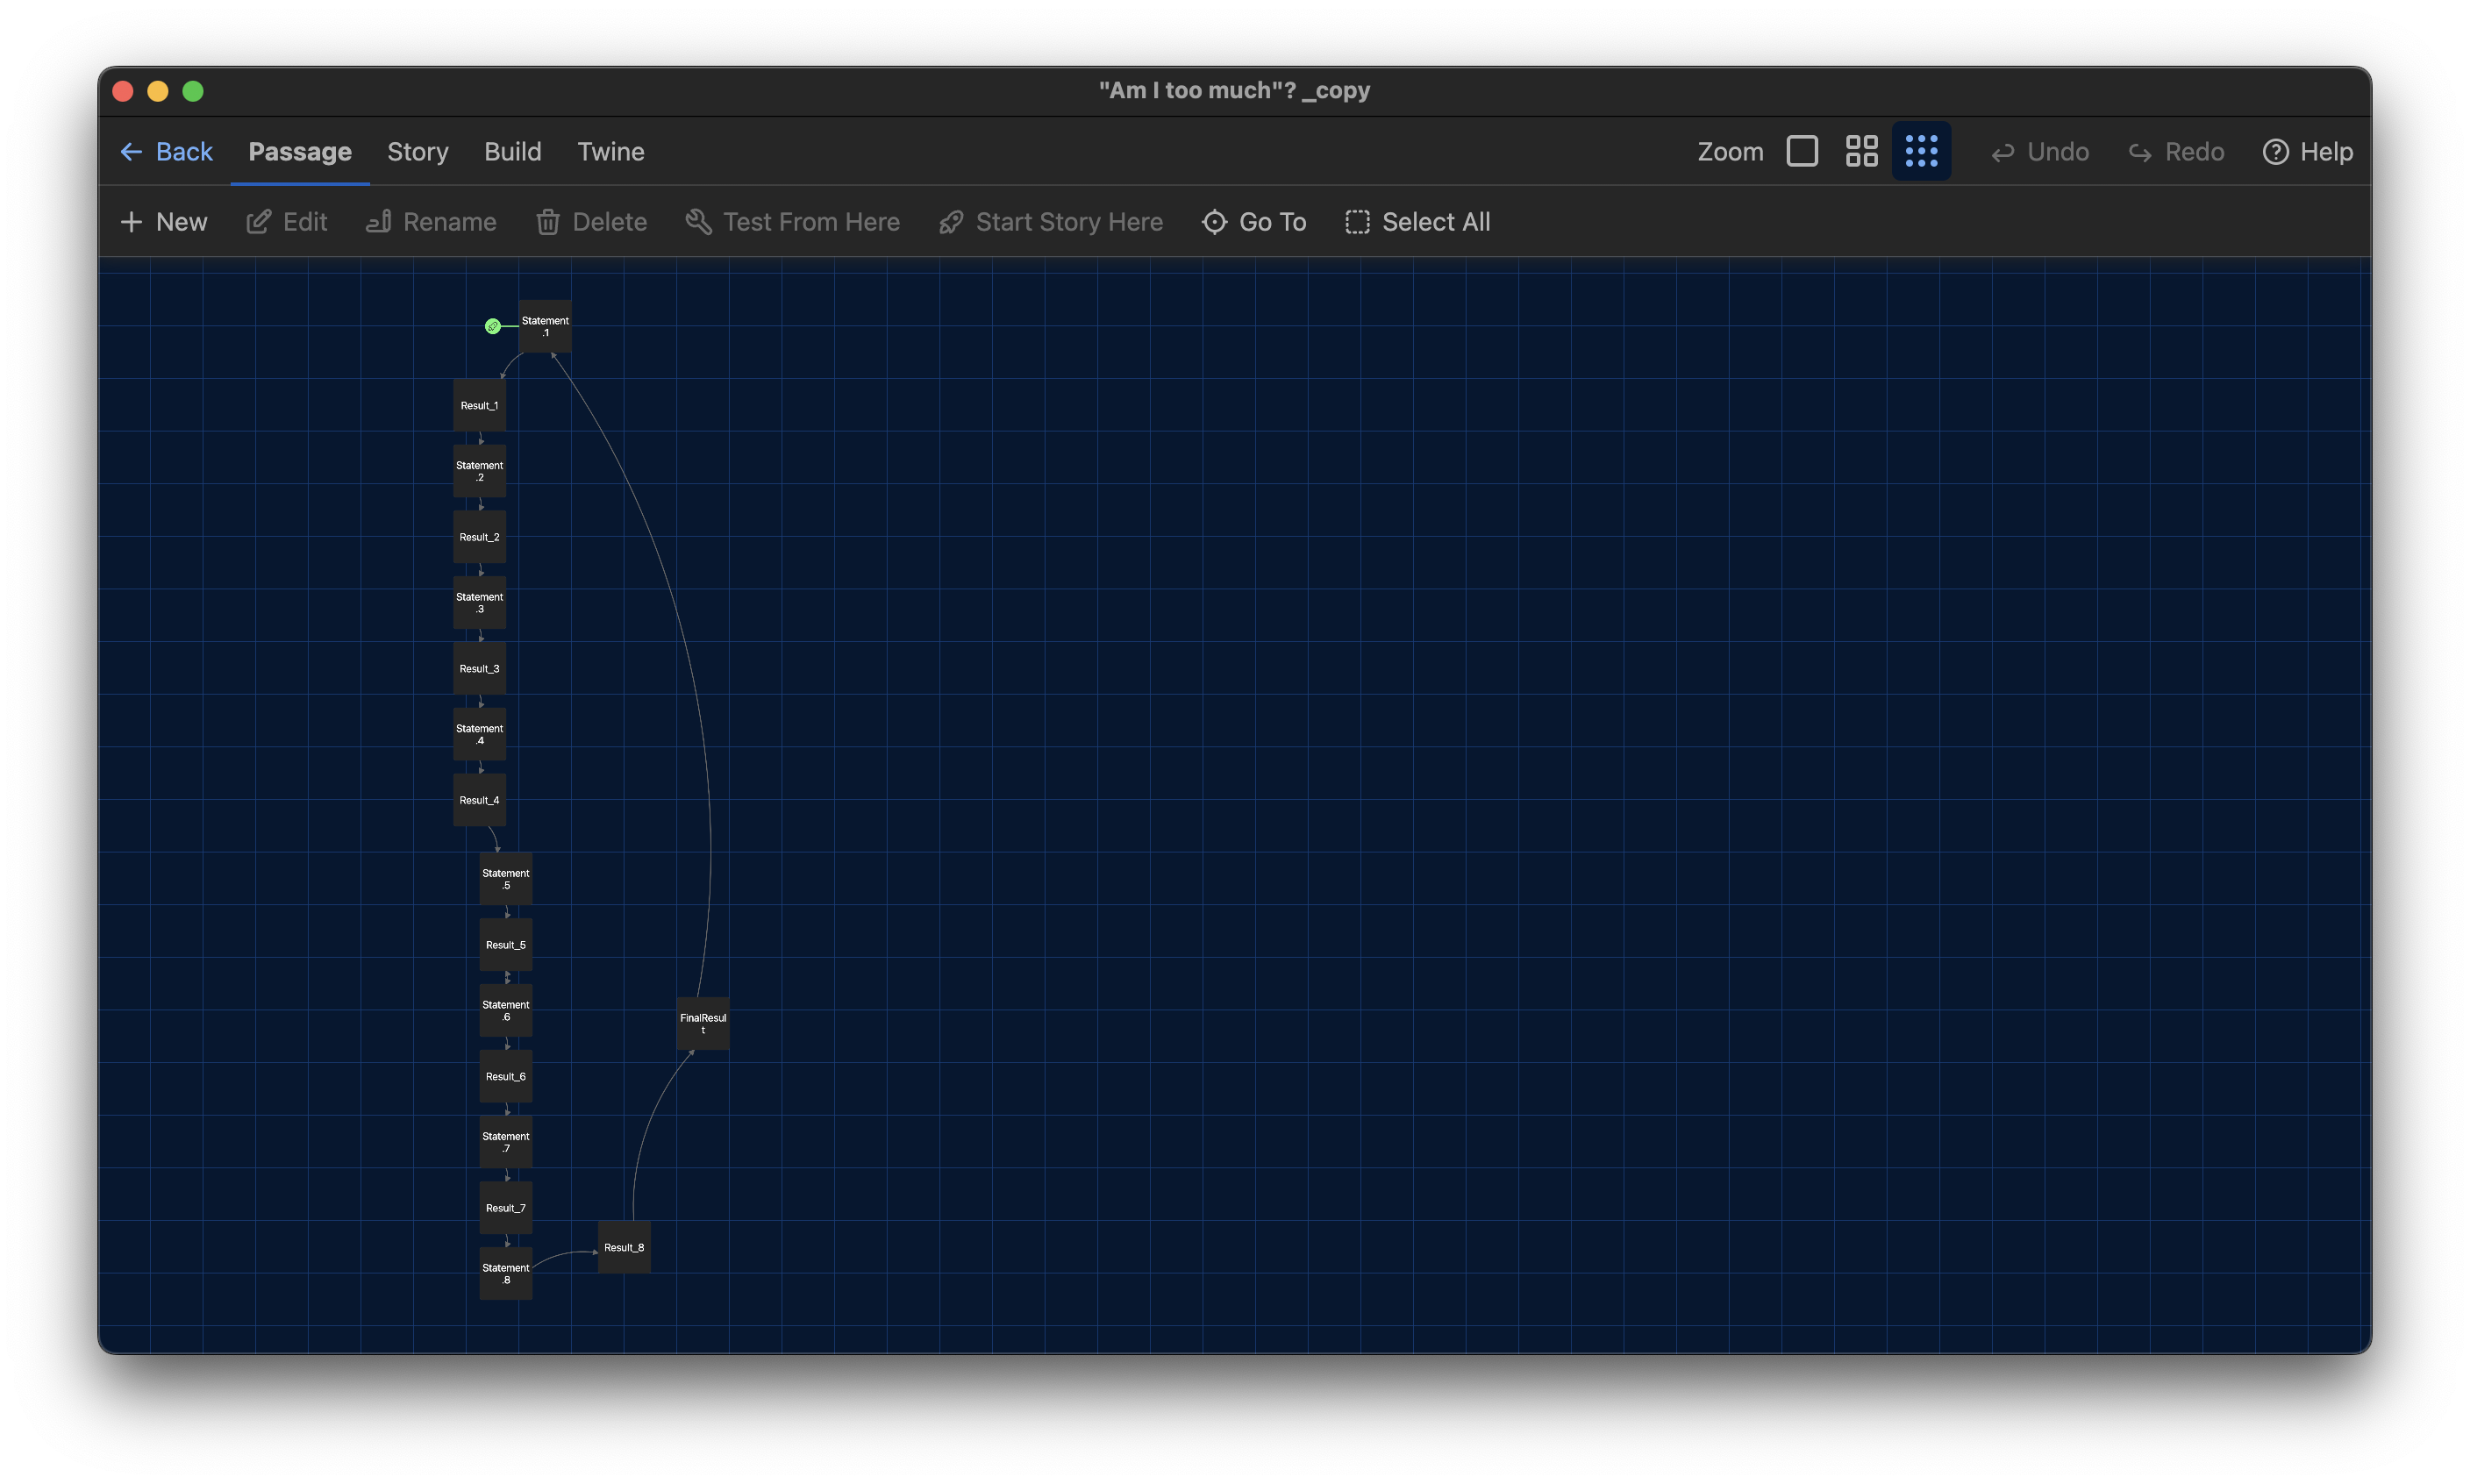 "Am I too much"? _copy
Back Passage Story Build Twine Zoom Undo Redo Help
New Edit Rename Delete Test From Here Start Story Here Go To Select All
Statement
.1
Result_1
Statement
.2
Result_2
Statement
.3
Result_3
Statement
.4
Result_4
Statement
.5
Result_5
Statement
.6
FinalResul
t
Result_6
Statement
.7
Result_7
Result_8
Statement
.8